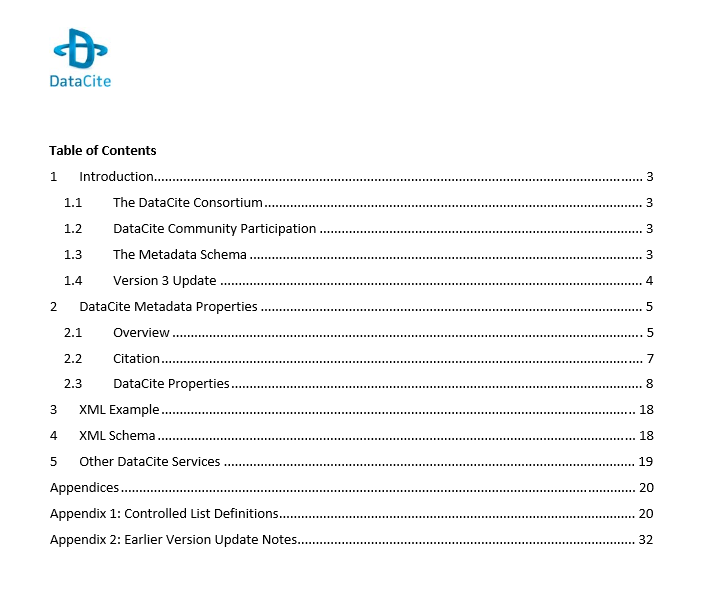 DataCite
Table of Contents
1 Introduction.......... 3
1.1 The DataCite Consortium.......... 3
1.2 DataCite Community Participation .......... 3
1.3 The Metadata Schema .......... 3
1.4 Version 3 Update .......... 4
2 DataCite Metadata Properties .......... 5
2.1 Overview .......... 5
2.2 Citation.......... 7
2.3 DataCite Properties.......... 8
3 XML Example.......... 18
4 XML Schema.......... 18
5 Other DataCite Services .......... 19
Appendices.......... 20
Appendix 1: Controlled List Definitions.......... 20
Appendix 2: Earlier Version Update Notes.......... 32